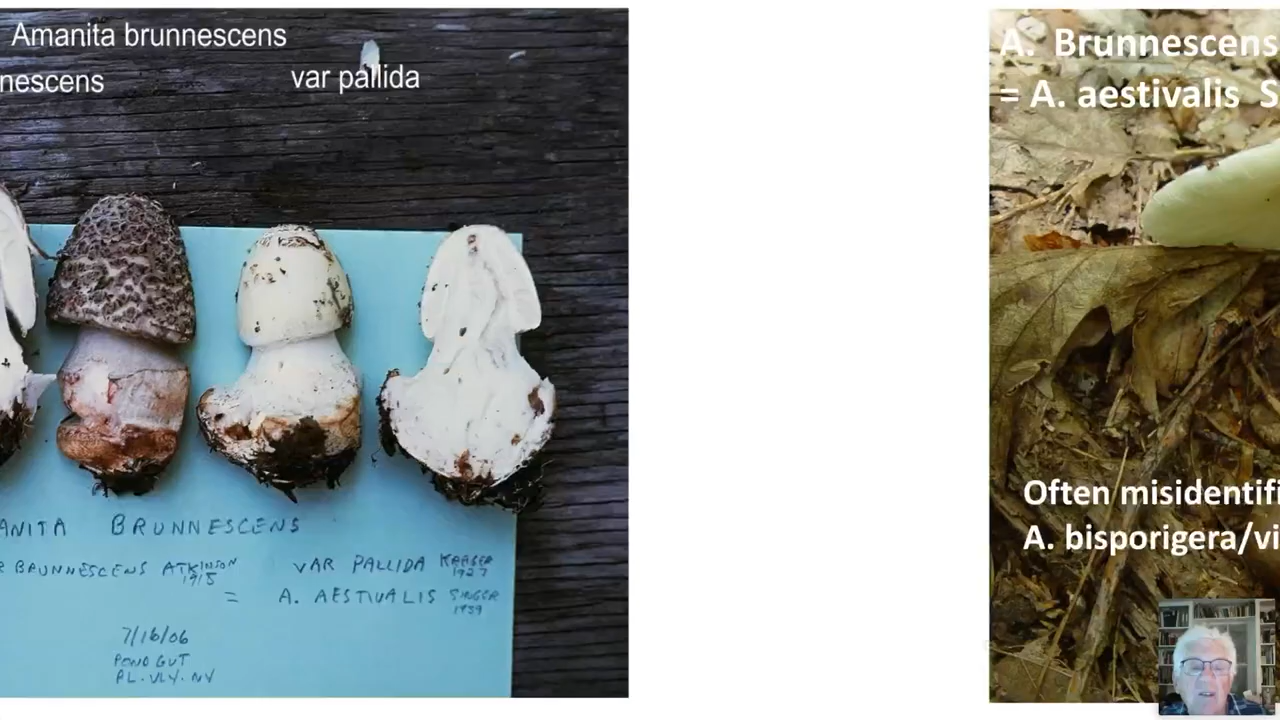 Amanita brunnescens
nescens var pallida
ANITA BRUNNESCENS
R BRUNNESCENS ATKINSON 1915 VAR PALLIDA KRIEGER 1927
= A. AESTIVALIS SINGER 1959
7/16/06
POND GUT
PL. VLY. NY
A. Brunnescens
= A. aestivalis S
Often misidentifi
A. bisporigera/vi